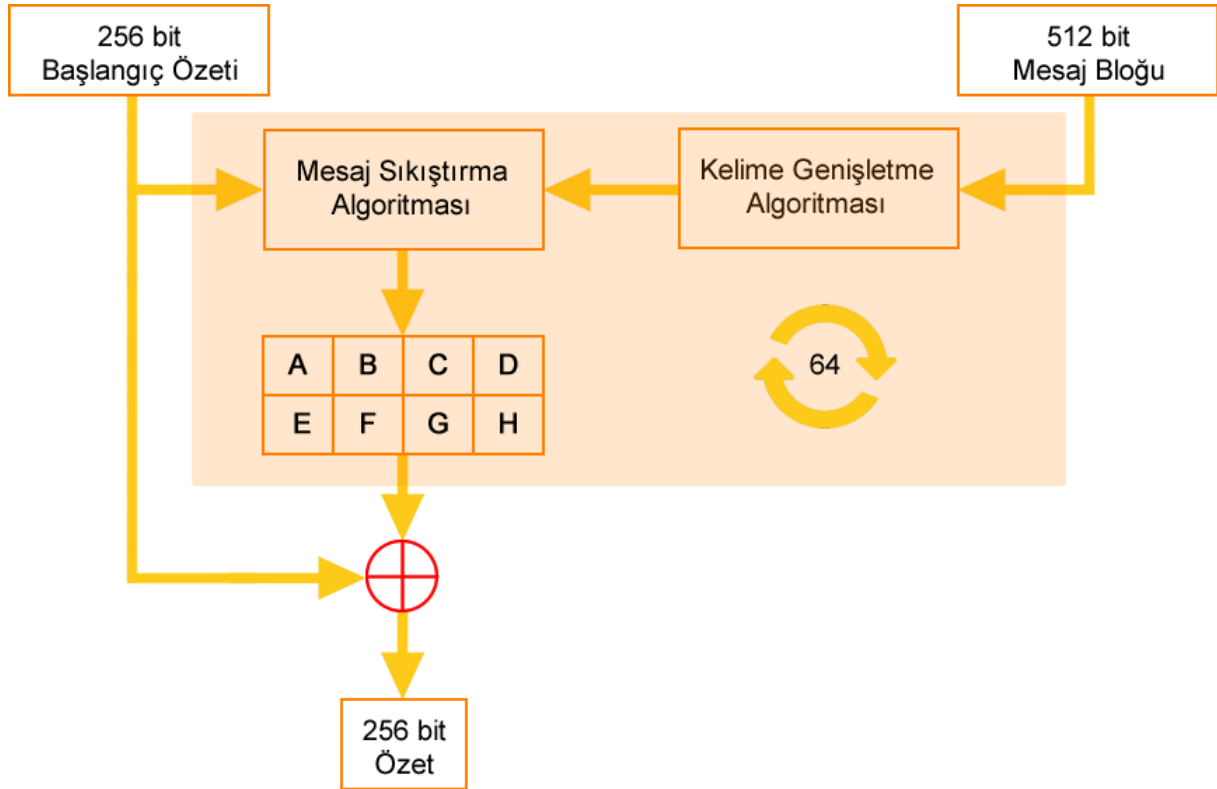 256 bit
Başlangıç Özeti
512 bit
Mesaj Bloğu
Mesaj Sıkıştırma
Algoritması
Kelime Genişletme
Algoritması
A B C D
E F G H
64
256 bit
Özet